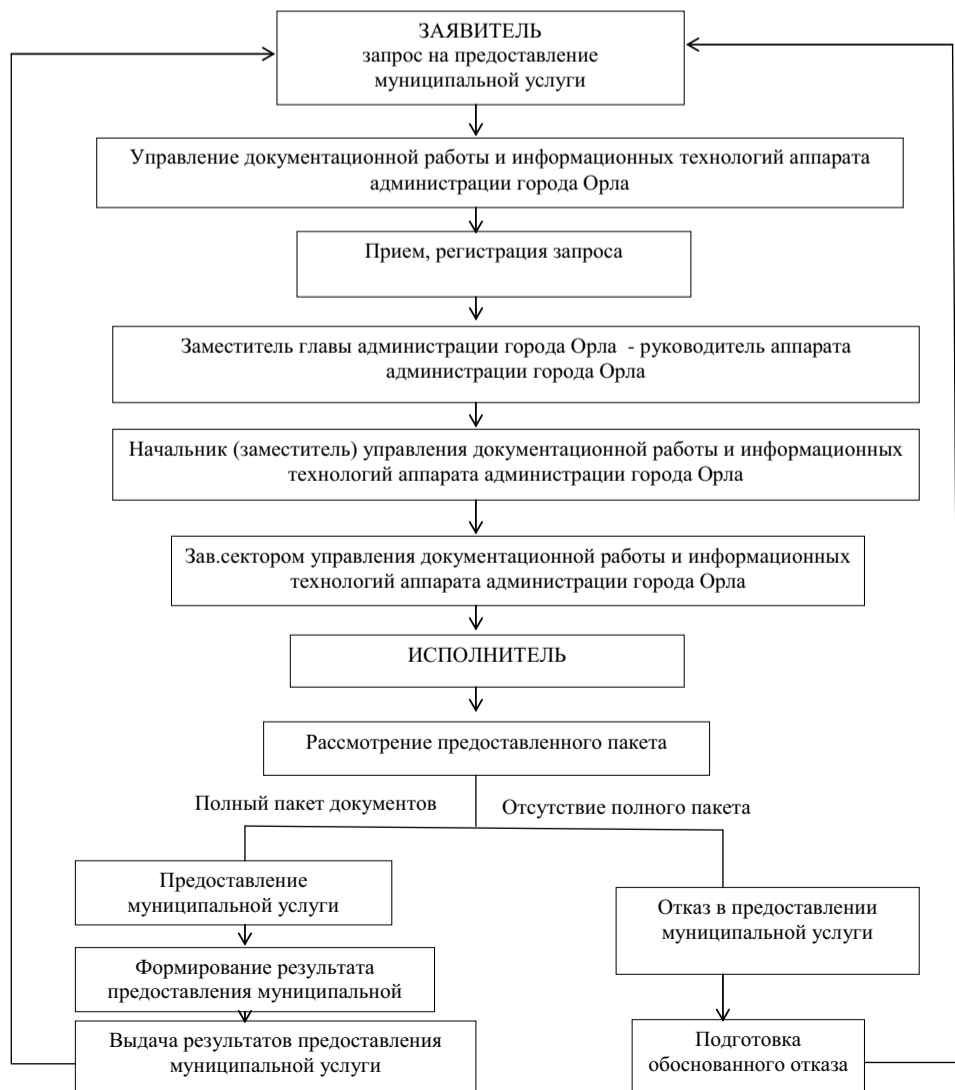 ЗАЯВИТЕЛЬ
запрос на предоставление
муниципальной услуги
Управление документационной работы и информационных технологий аппарата
администрации города Орла
Прием, регистрация запроса
Заместитель главы администрации города Орла - руководитель аппарата
администрации города Орла
Начальник (заместитель) управления документационной работы и информационных
технологий аппарата администрации города Орла
Зав.сектором управления документационной работы и информационных
технологий аппарата администрации города Орла
ИСПОЛНИТЕЛЬ
Рассмотрение предоставленного пакета
Полный пакет документов
Отсутствие полного пакета
Предоставление
муниципальной услуги
Формирование результата
предоставления муниципальной
Выдача результатов предоставления
муниципальной услуги
Отказ в предоставлении
муниципальной услуги
Подготовка
обоснованного отказа